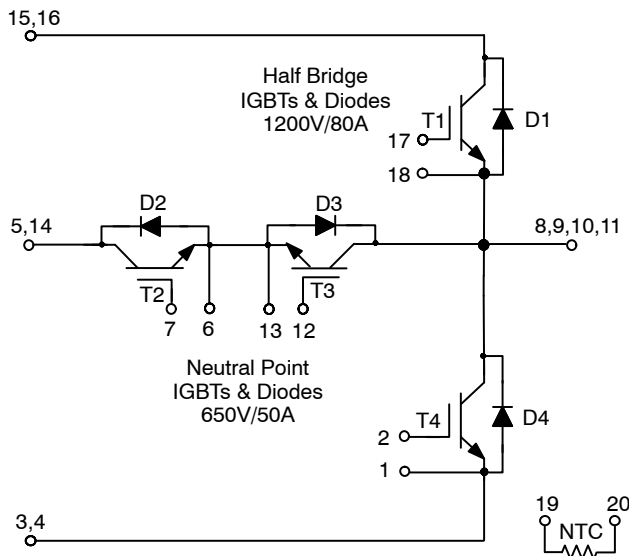 15,16
Half Bridge
IGBTs & Diodes
1200V/80A
T1
D1
17
18
D2
D3
5,14
8,9,10,11
T2
T3
7
6
13
12
Neutral Point
IGBTs & Diodes
650V/50A
T4
D4
2
1
19
20
NTC
3,4